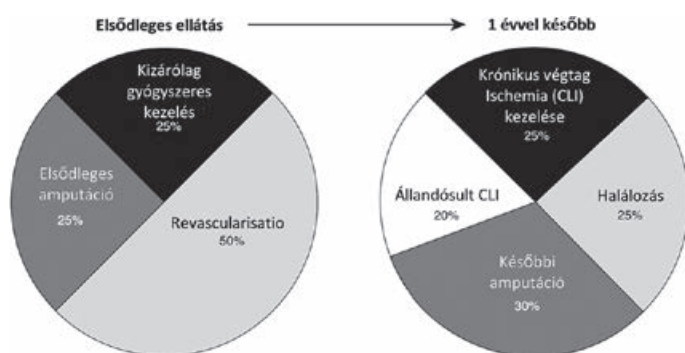 Elsődleges ellátás
1 évvel később
Kizárólag
gyógyszeres
kezelés
25%
Elsődleges
amputáció
25%
Revascularisatio
50%
Krónikus végtag
Ischemia (CLI)
kezelése
25%
Állandósult CLI
20%
Halálozás
25%
Későbbi
amputáció
30%